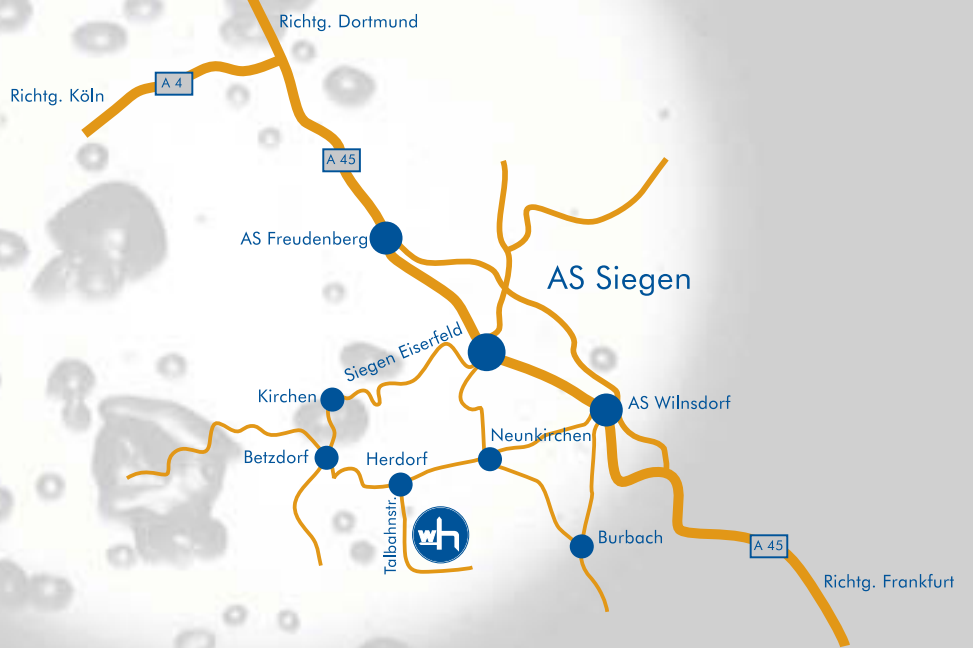 Richtg. Dortmund
A 4
Richtg. Köln
A 45
AS Freudenberg
AS Siegen
Siegen Eiserfeld
Kirchen
AS Wilnsdorf
Neunkirchen
Betzdorf
Herdorf
Talbahnstr.
wh
Burbach
A 45
Richtg. Frankfurt